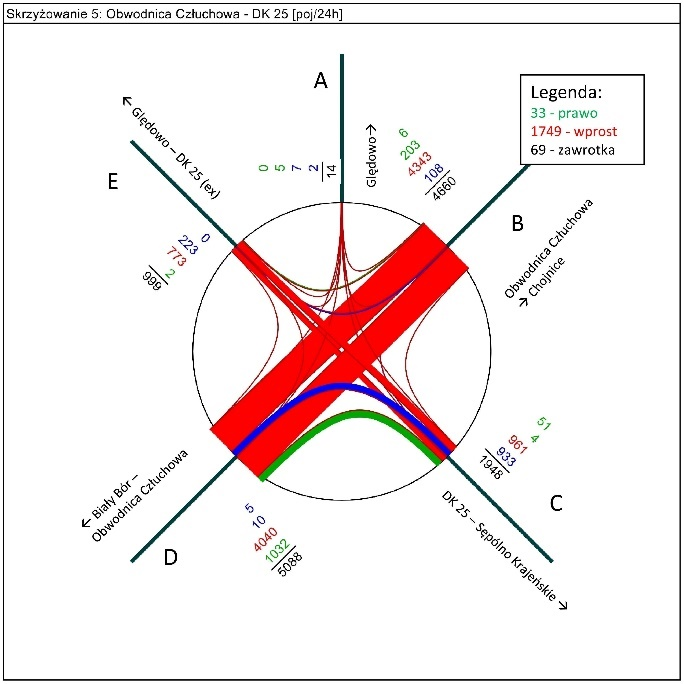 Skrzyżowanie 5: Obwodnica Człuchowa - DK 25 [poj/24h]
Legenda:
33 - prawo
1749 - wprost
69 - zawrotka
A
0
5
7
2
14
Ględowo→
6
203
4343
108
4660
B
Obwodnica Człuchowa
→ Chojnice
51
4
961
933
1948
C
DK 25 – Sępólno Krajeńskie →
5
10
4040
1032
5088
D
← Biały Bór –
Obwodnica Człuchowa
E
← Ględowo – DK 25 (ex)
0
223
773
2
999